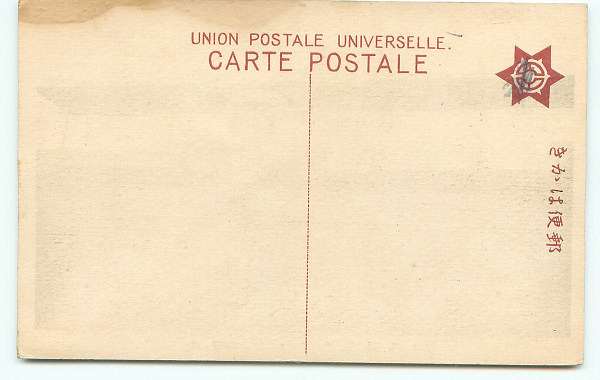 UNION POSTALE UNIVERSELLE.
CARTE POSTALE
郵便はかき